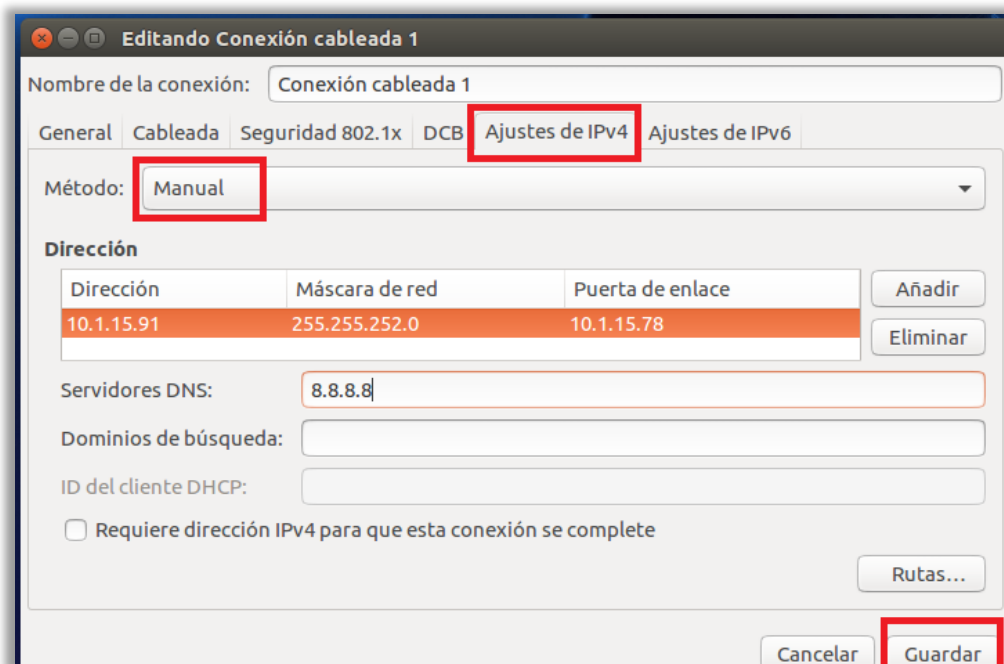 Editando Conexión cableada 1
Nombre de la conexión: Conexión cableada 1
General Cableada Seguridad 802.1x DCB Ajustes de IPv4 Ajustes de IPv6
Método: Manual
Dirección
Dirección Máscara de red Puerta de enlace Añadir
10.1.15.91 255.255.252.0 10.1.15.78
Eliminar
Servidores DNS: 8.8.8.8
Dominios de búsqueda:
ID del cliente DHCP:
Requiere dirección IPv4 para que esta conexión se complete
Rutas...
Cancelar Guardar